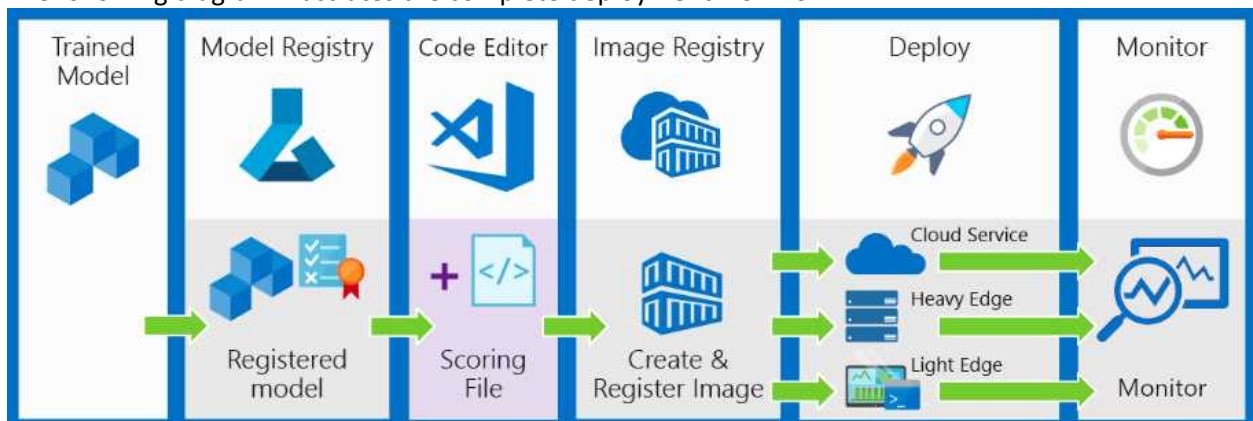 Trained
Model
Model Registry
Code Editor
Image Registry
Deploy
Monitor
Registered
model
+
</>
Scoring
File
Create &
Register Image
Cloud Service
Heavy Edge
Light Edge
>_
Monitor